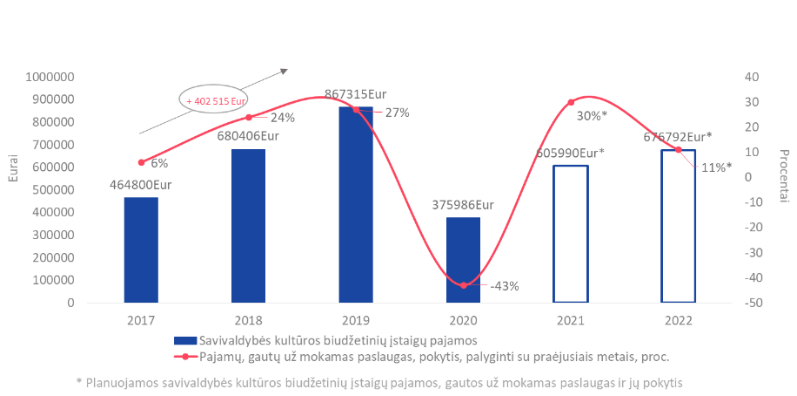 1000000
900000
800000
700000
600000
500000
400000
300000
200000
100000
0
Eurai
40
30
20
10
0
-10
-20
-30
-40
-50
Procentai
+ 402 515 Eur
464800Eur
680406Eur
867315Eur
375986Eur
605990Eur*
676792Eur*
6%
24%
27%
-43%
30%*
11%*
2017 2018 2019 2020 2021 2022
Savivaldybės kultūros biudžetinių įstaigų pajamos
Pajamų, gautų už mokamas paslaugas, pokytis, palyginti su praėjusiais metais, proc.
* Planuojamos savivaldybės kultūros biudžetinių įstaigų pajamos, gautos už mokamas paslaugas ir jų pokytis